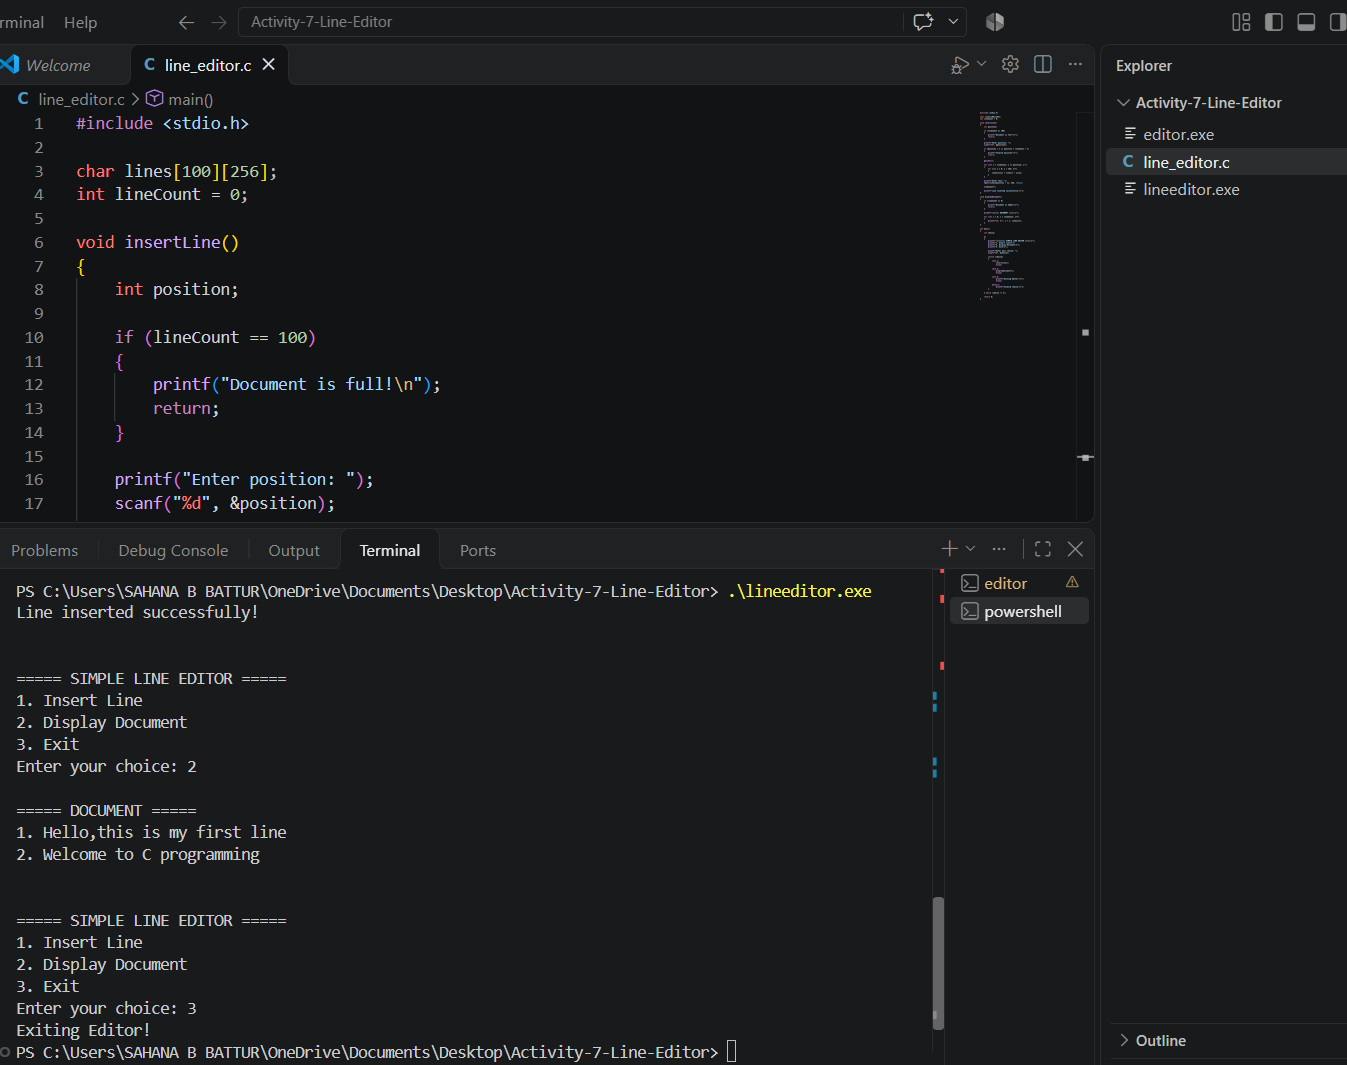 rminal Help Activity-7-Line-Editor
Welcome line_editor.c
line_editor.c > main()
1 #include <stdio.h>
2
3 char lines[100][256];
4 int lineCount = 0;
5
6 void insertLine()
7 {
8 int position;
9
10 if (lineCount == 100)
11 {
12 printf("Document is full!\n");
13 return;
14 }
15
16 printf("Enter position: ");
17 scanf("%d", &position);
Explorer
Activity-7-Line-Editor
editor.exe
C line_editor.c
lineeditor.exe
Problems Debug Console Output Terminal Ports
PS C:\Users\SAHANA B BATTUR\OneDrive\Documents\Desktop\Activity-7-Line-Editor> .\lineeditor.exe
Line inserted successfully!
===== SIMPLE LINE EDITOR =====
1. Insert Line
2. Display Document
3. Exit
Enter your choice: 2
===== DOCUMENT =====
1. Hello,this is my first line
2. Welcome to C programming
===== SIMPLE LINE EDITOR =====
1. Insert Line
2. Display Document
3. Exit
Enter your choice: 3
Exiting Editor!
PS C:\Users\SAHANA B BATTUR\OneDrive\Documents\Desktop\Activity-7-Line-Editor>
editor
powershell
Outline